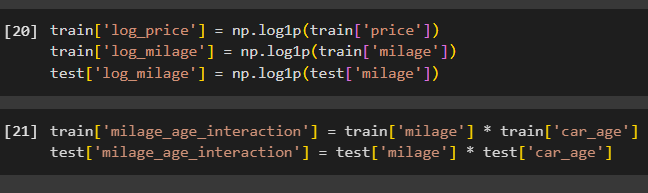 [20] train['log_price'] = np.log1p(train['price'])
train['log_milage'] = np.log1p(train['milage'])
test['log_milage'] = np.log1p(test['milage'])
[21] train['milage_age_interaction'] = train['milage'] * train['car_age']
test['milage_age_interaction'] = test['milage'] * test['car_age']